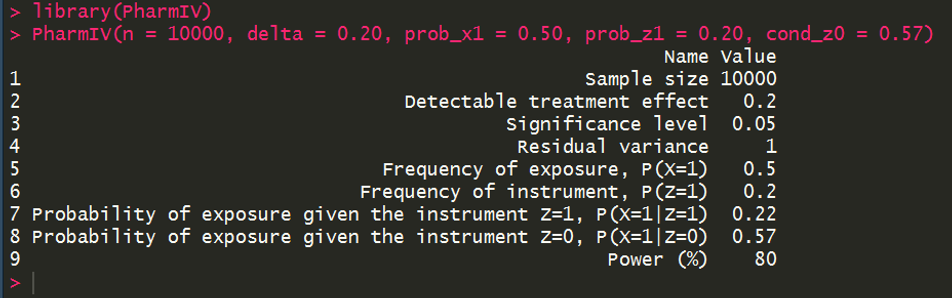 > library(PharmIV)
> PharmIV(n = 10000, delta = 0.20, prob_x1 = 0.50, prob_z1 = 0.20, cond_z0 = 0.57)
Name Value
1 Sample size 10000
2 Detectable treatment effect 0.2
3 Significance level 0.05
4 Residual variance 1
5 Frequency of exposure, P(X=1) 0.5
6 Frequency of instrument, P(Z=1) 0.2
7 Probability of exposure given the instrument Z=1, P(X=1|Z=1) 0.22
8 Probability of exposure given the instrument Z=0, P(X=1|Z=0) 0.57
9 Power (%) 80
>